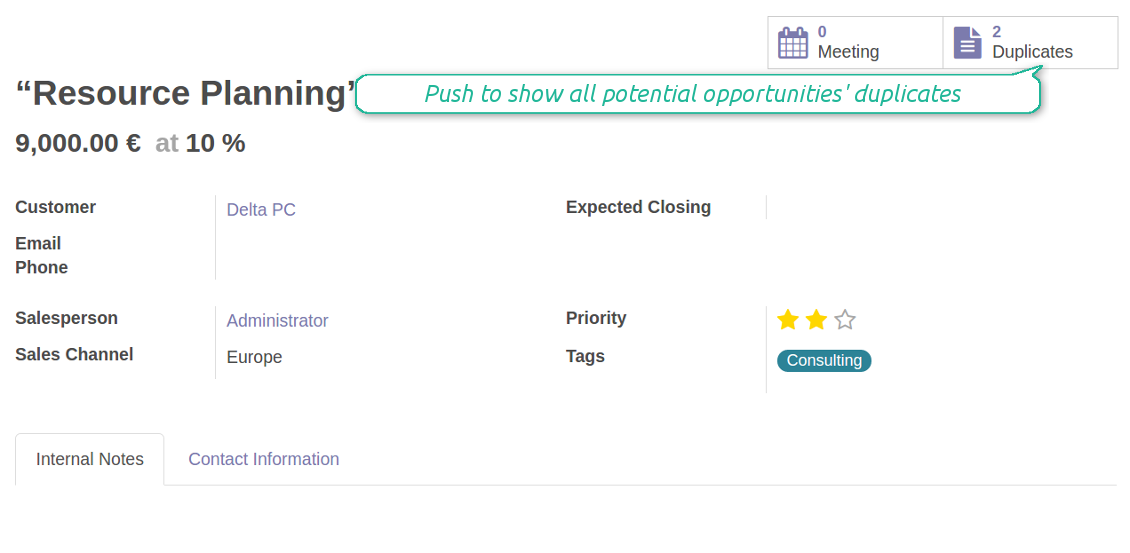 0
Meeting
2
Duplicates
“Resource Planning”
Push to show all potential opportunities' duplicates
9,000.00 € at 10 %
Customer
Delta PC
Expected Closing
Email
Phone
Salesperson
Administrator
Priority
Sales Channel
Europe
Tags
Consulting
Internal Notes
Contact Information